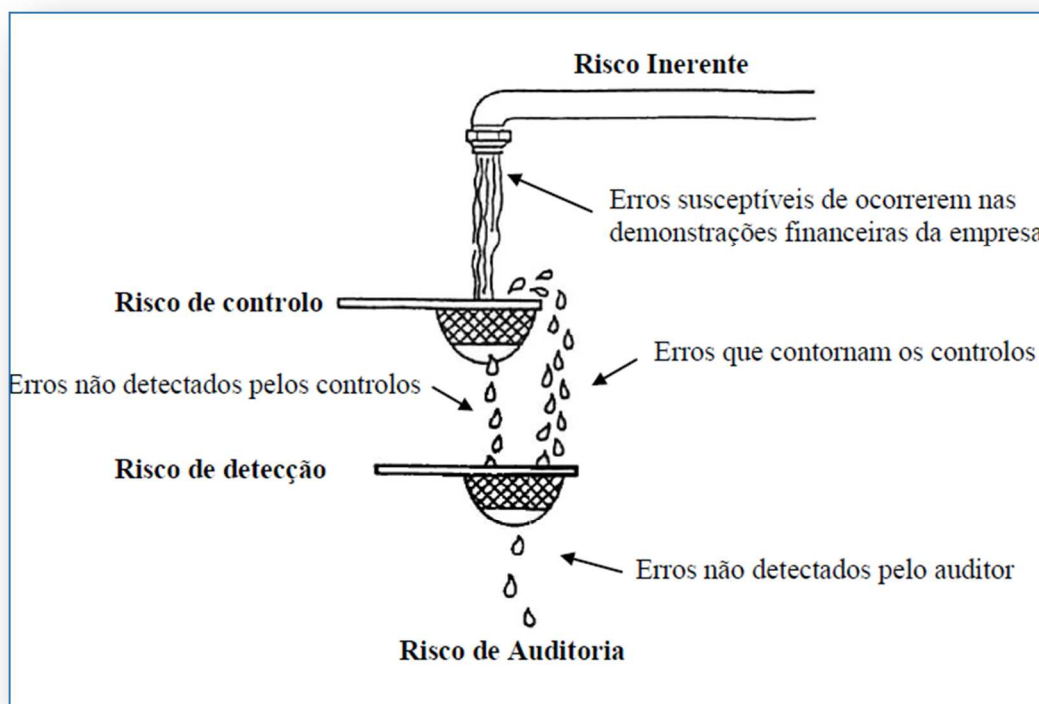 Risco Inerente
Erros susceptíveis de ocorrerem nas
demonstrações financeiras da empresa
Risco de controlo
Erros que contornam os controlos
Erros não detectados pelos controlos
Risco de detecção
Erros não detectados pelo auditor
Risco de Auditoria